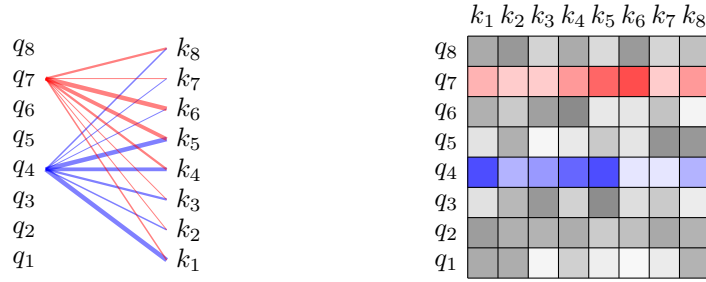 k₁ k₂ k₃ k₄ k₅ k₆ k₇ k₈
q₈ k₈ q₈
q₇ k₇ q₇
q₆ k₆ q₆
q₅ k₅ q₅
q₄ k₄ q₄
q₃ k₃ q₃
q₂ k₂ q₂
q₁ k₁ q₁